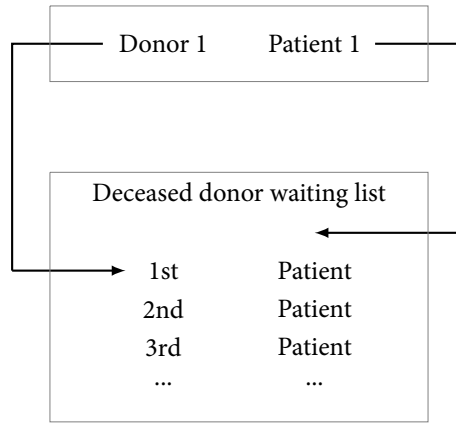 Donor 1 Patient 1
Deceased donor waiting list
1st Patient
2nd Patient
3rd Patient
... ...